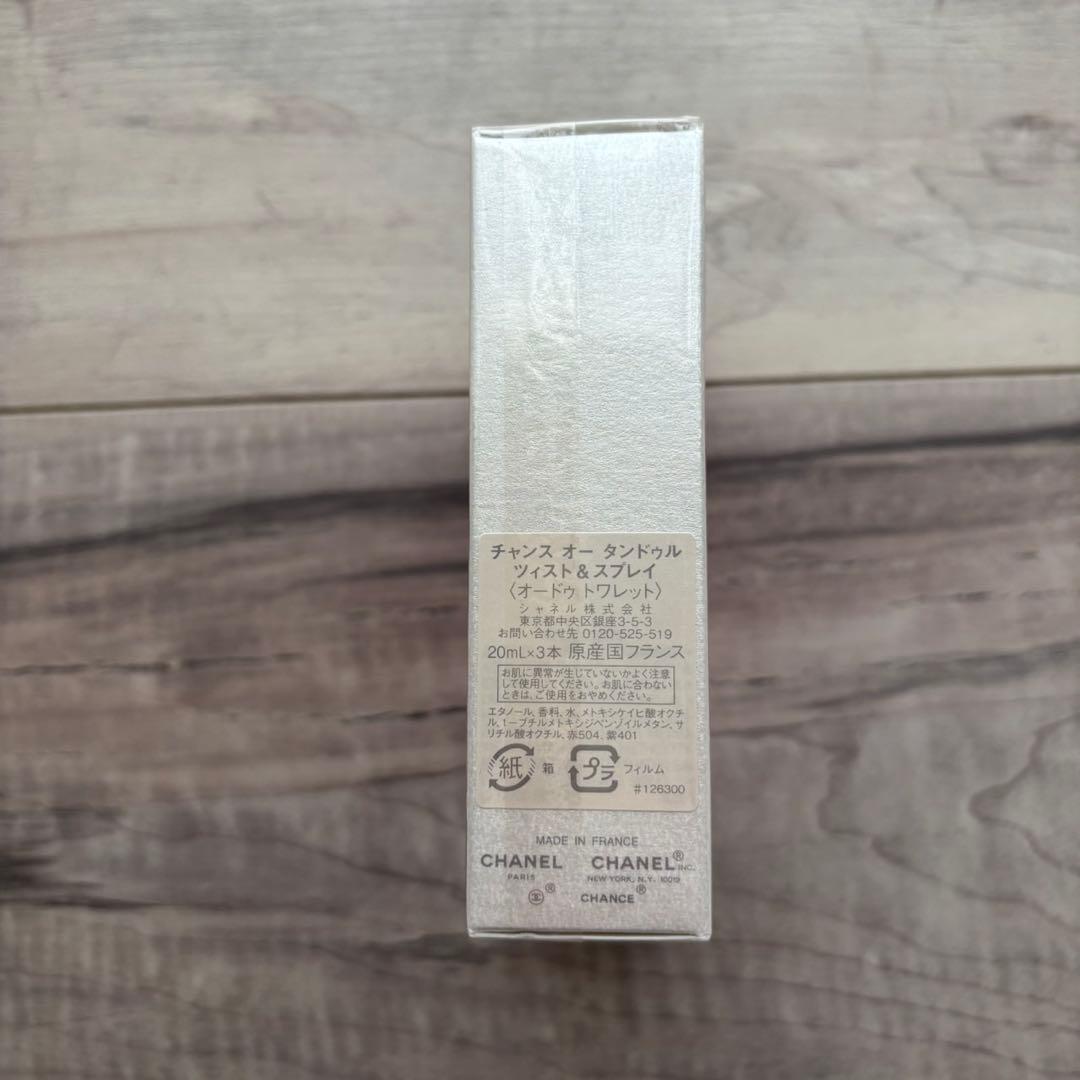 チャンス オー タンドゥル
ツィスト＆スプレイ
〈オードゥ トワレット〉
シャネル株式会社
東京都中央区銀座3-5-3
お問い合わせ先 0120-525-519
20mL×3本 原産国フランス
お肌に異常が生じていないかよく注意
して使用してください。お肌に合わない
ときは、ご使用をおやめください。
エタノール、香料、水、メトキシケイヒ酸オクチ
ル、1-ブチルメトキシジベンゾイルメタン、サ
リチル酸オクチル、赤504、紫401
紙 箱 プラ フィルム
#126300
MADE IN FRANCE
CHANEL CHANEL® INC.
PARIS NEW YORK, N.Y. 10019
® CHANCE®